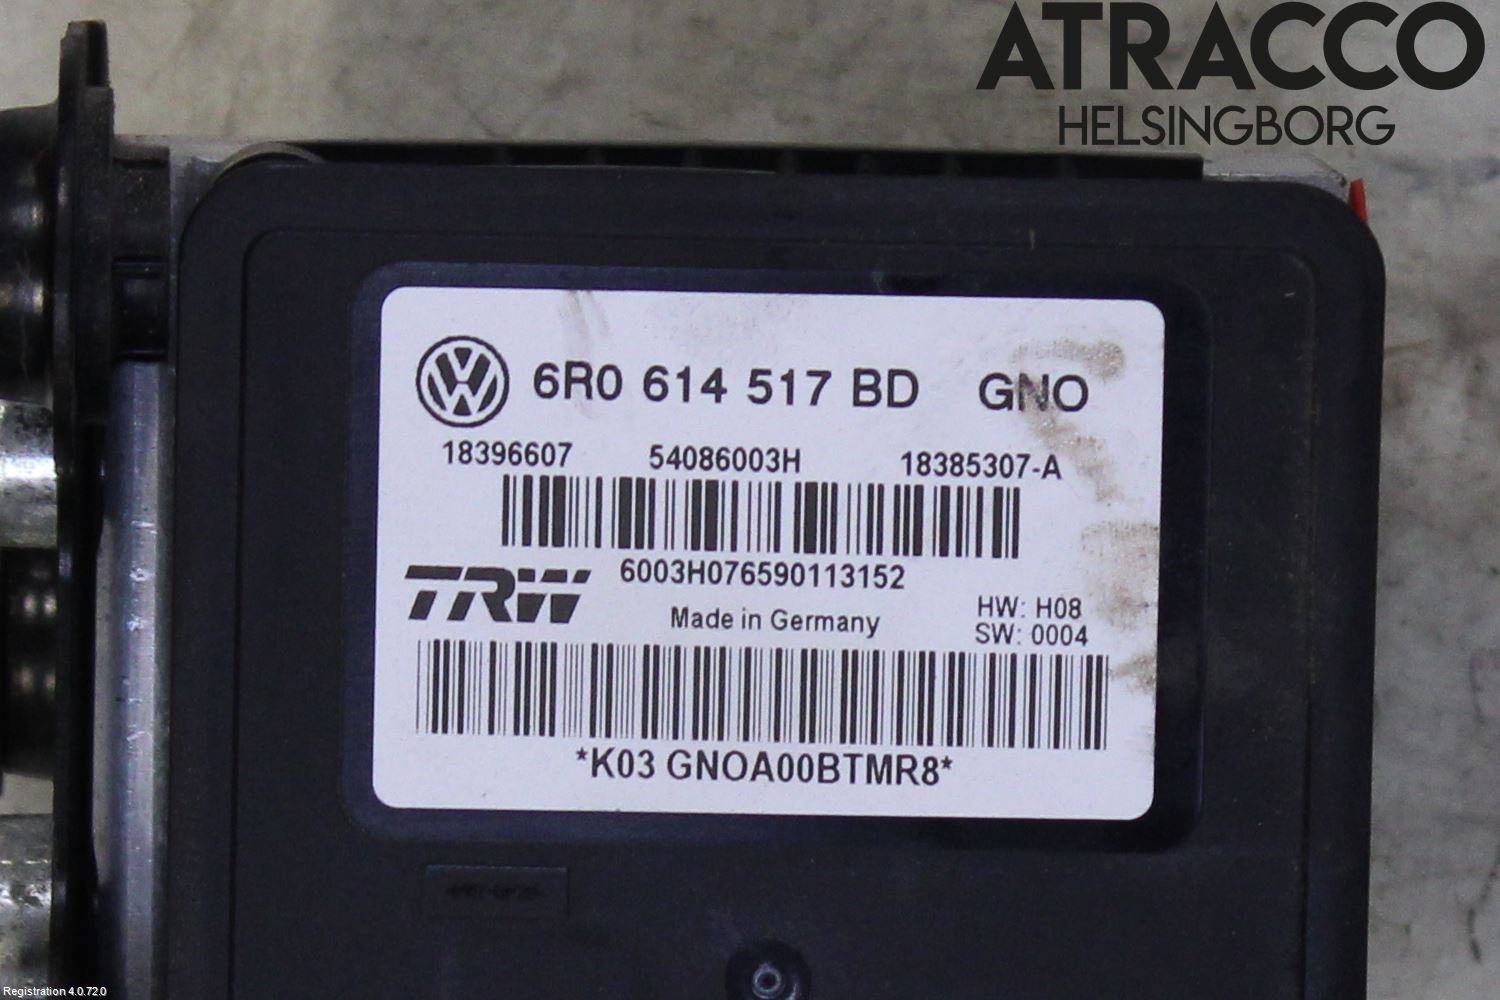 ATRACCO
HELSINGBORG
6R0 614 517 BD GNO
18396607 54086003H 18385307-A
6003H076590113152
TRW
Made in Germany
HW: H08
SW: 0004
*K03 GNOA00BTMR8*
Registration 4.0.72.0